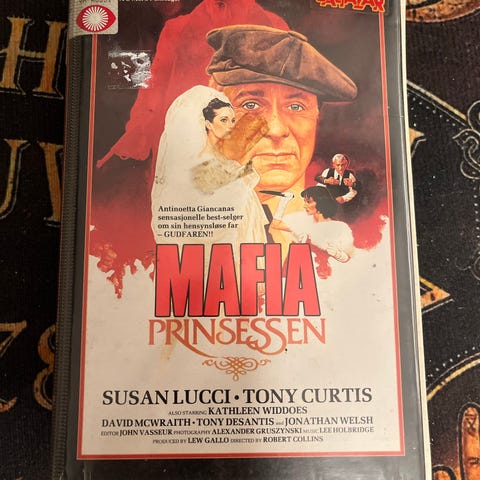 Antinoetta Giancanas
sensasjonelle best-selger
om sin hensynsløse far
– GUDFAREN!!
MAFIA
PRINSESSEN
SUSAN LUCCI • TONY CURTIS
ALSO STARRING KATHLEEN WIDDOES
DAVID MCWRAITH • TONY DESANTIS and JONATHAN WELSH
EDITOR JOHN VASSEUR PHOTOGRAPHY ALEXANDER GRUSZYNSKI MUSIC LEE HOLBRIDGE
PRODUCED BY LEW GALLO DIRECTED BY ROBERT COLLINS